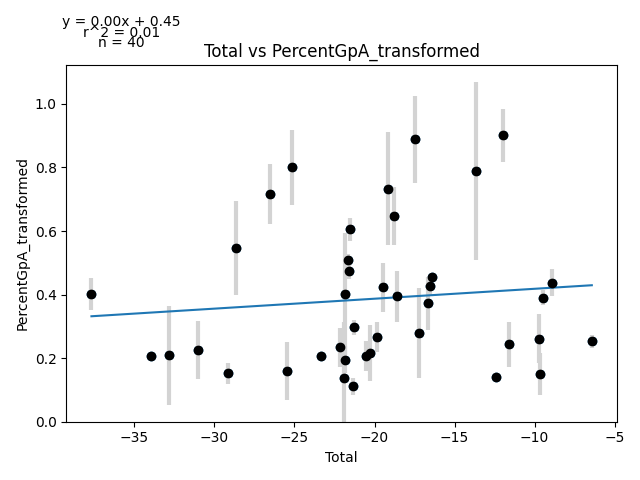 y = 0.00x + 0.45
r^2 = 0.01
n = 40
Total vs PercentGpA_transformed
PercentGpA_transformed
1.0
0.8
0.6
0.4
0.2
0.0
−35
−30
−25
−20
−15
−10
−5
Total